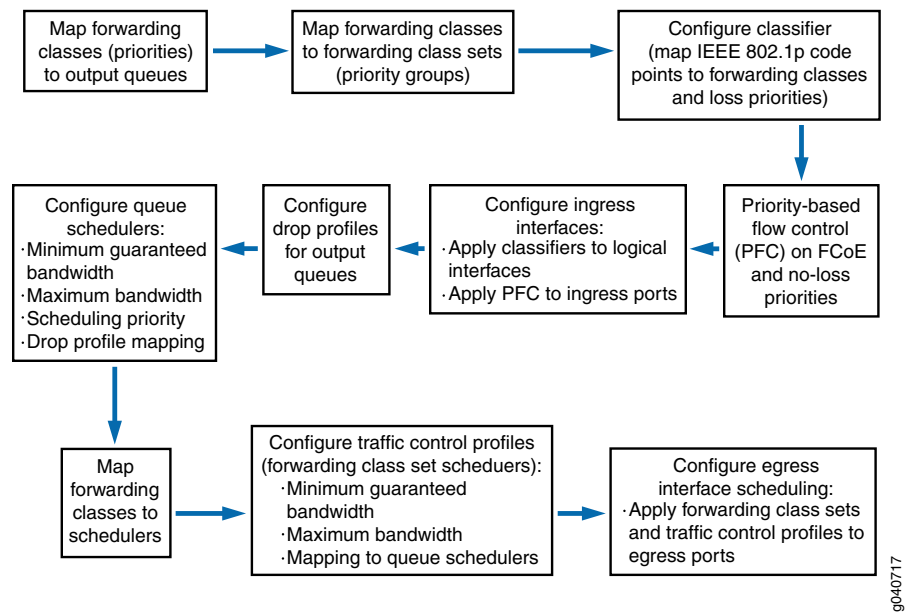 Map forwarding
classes (priorities)
to output queues
Map forwarding classes
to forwarding class sets
(priority groups)
Configure classifier
(map IEEE 802.1p code
points to forwarding classes
and loss priorities)
Priority-based
flow control
(PFC) on FCoE
and no-loss
priorities
Configure ingress
interfaces:
·Apply classifiers to logical
interfaces
·Apply PFC to ingress ports
Configure
drop profiles
for output
queues
Configure queue
schedulers:
·Minimum guaranteed
bandwidth
·Maximum bandwidth
·Scheduling priority
·Drop profile mapping
Map
forwarding
classes to
schedulers
Configure traffic control profiles
(forwarding class set scheduers):
·Minimum guaranteed
bandwidth
·Maximum bandwidth
·Mapping to queue schedulers
Configure egress
interface scheduling:
·Apply forwarding class sets
and traffic control profiles to
egress ports
g040717